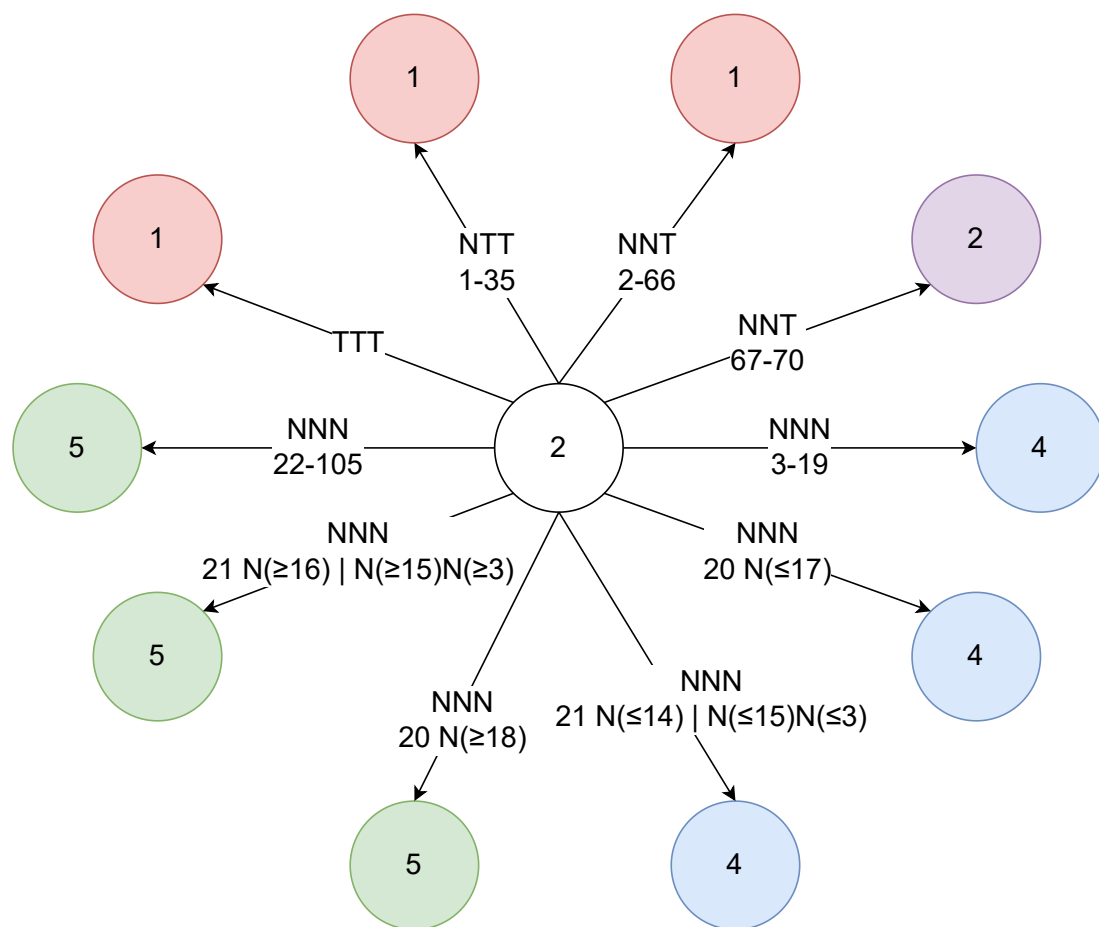 1
1
NTT
1-35
NNT
2-66
1
2
TTT
NNT
67-70
5
NNN
22-105
2
NNN
3-19
4
NNN
21 N(≥16) | N(≥15)N(≥3)
NNN
20 N(≤17)
5
4
NNN
20 N(≥18)
NNN
21 N(≤14) | N(≤15)N(≤3)
5
4